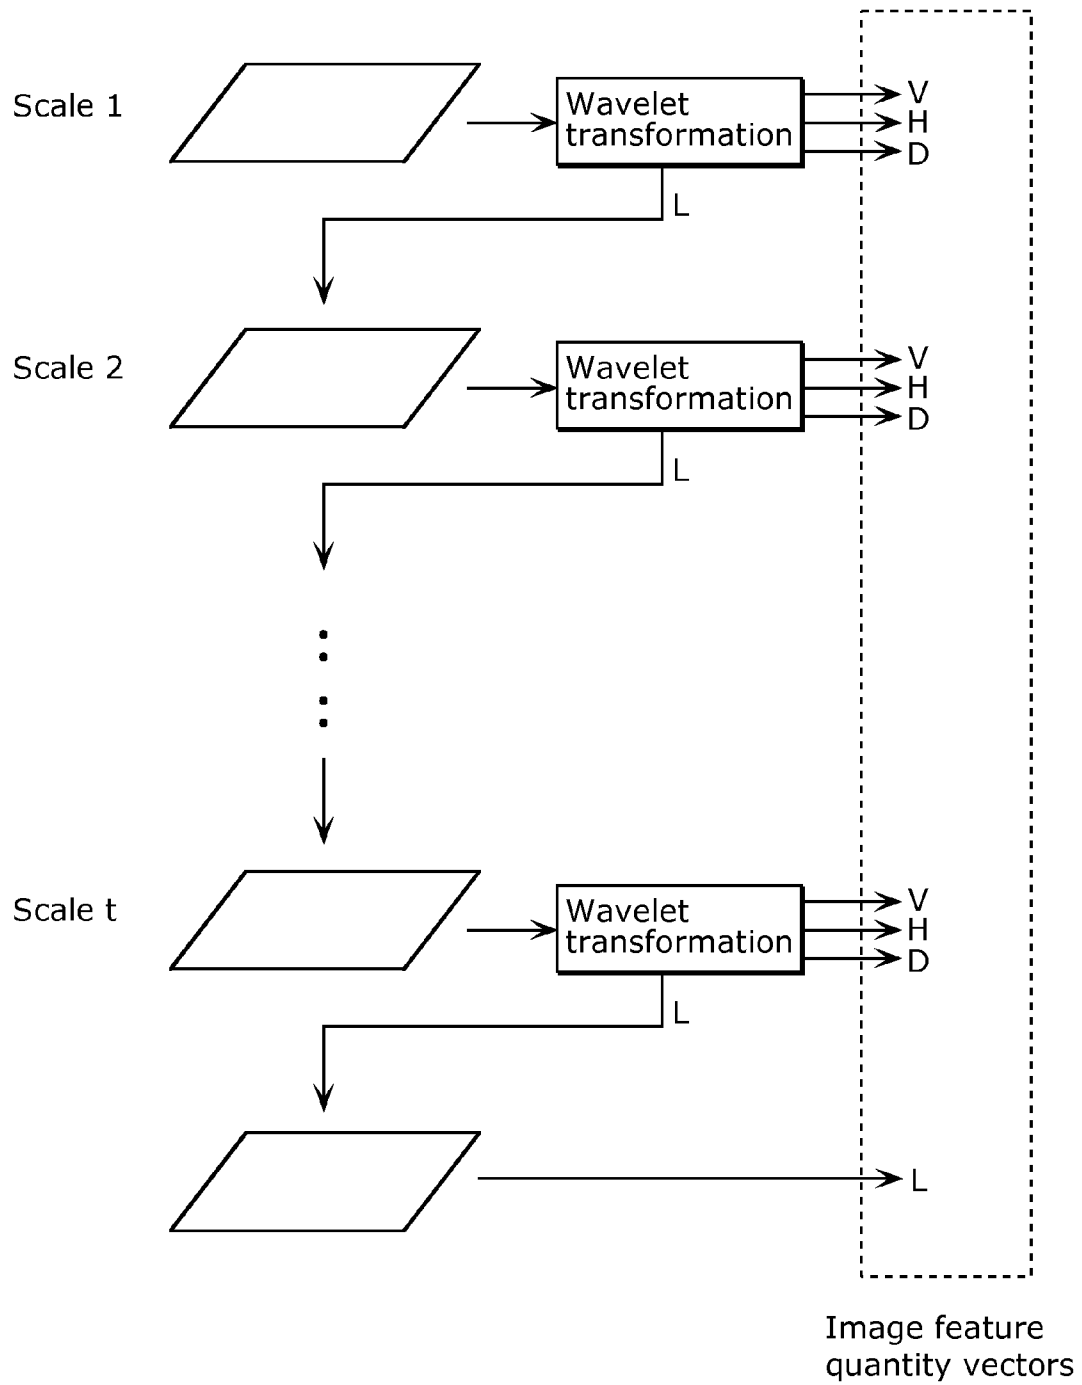 Scale 1
Wavelet
transformation
V
H
D
L
Scale 2
Wavelet
transformation
V
H
D
L
Scale t
Wavelet
transformation
V
H
D
L
L
Image feature
quantity vectors